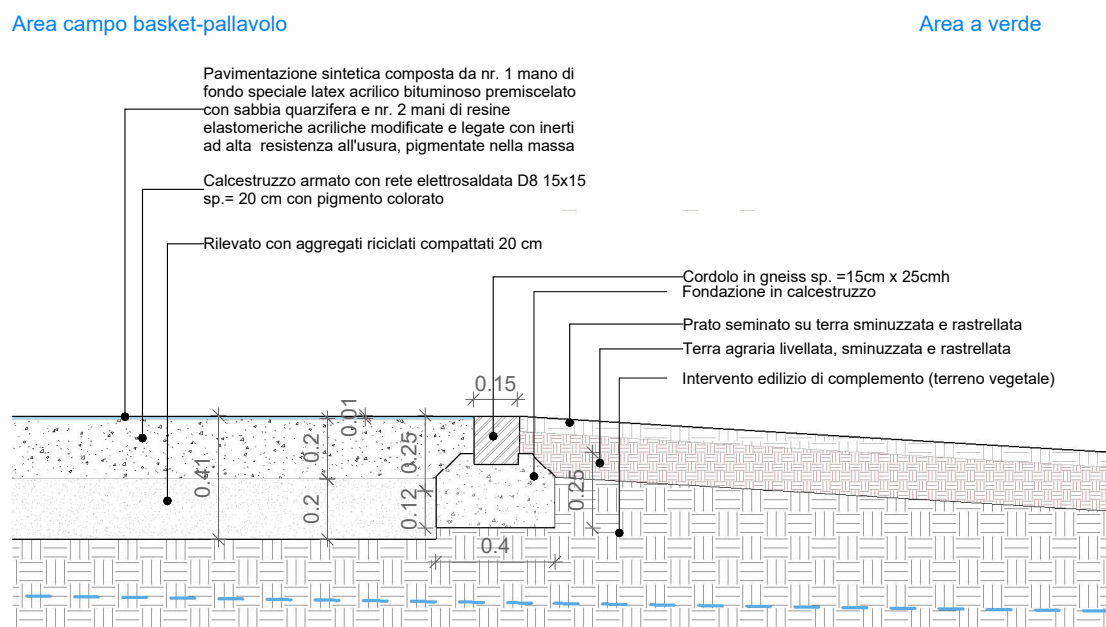 Area campo basket-pallavolo
Area a verde
Pavimentazione sintetica composta da nr. 1 mano di
fondo speciale latex acrilico bituminoso premiscelato
con sabbia quarzifera e nr. 2 mani di resine
elastomeriche acriliche modificate e legate con inerti
ad alta resistenza all'usura, pigmentate nella massa
Calcestruzzo armato con rete elettrosaldata D8 15x15
sp.= 20 cm con pigmento colorato
Rilevato con aggregati riciclati compattati 20 cm
Cordolo in gneiss sp. =15cm x 25cmh
Fondazione in calcestruzzo
Prato seminato su terra sminuzzata e rastrellata
Terra agraria livellata, sminuzzata e rastrellata
Intervento edilizio di complemento (terreno vegetale)
0.15
0.01
0.2
0.25
0.41
0.2
0.12
0.25
0.4